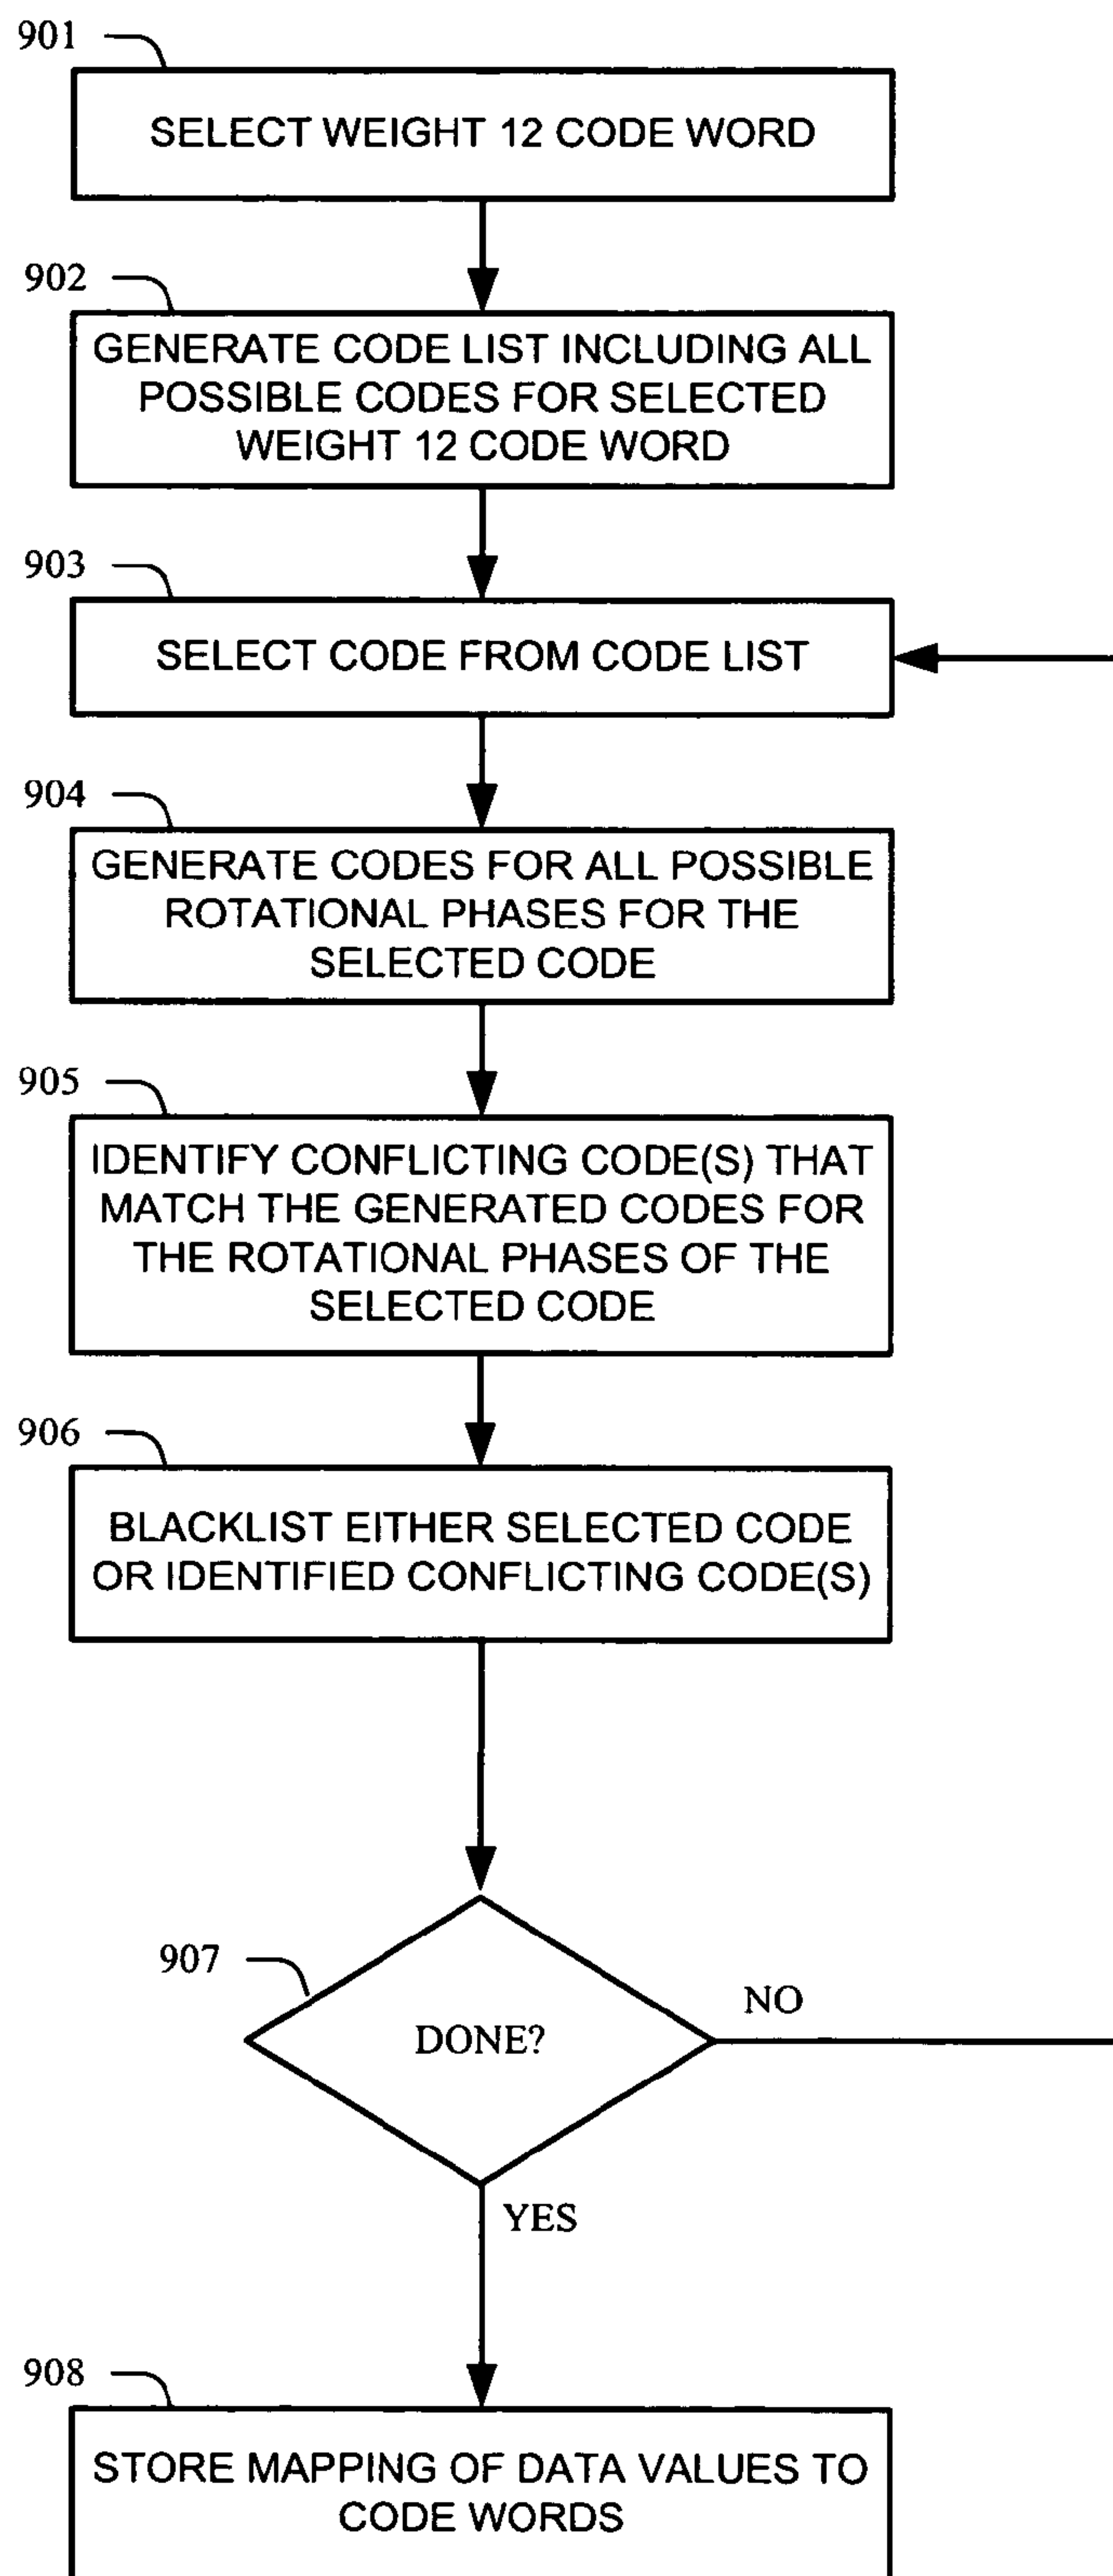 901
SELECT WEIGHT 12 CODE WORD
902
GENERATE CODE LIST INCLUDING ALL
POSSIBLE CODES FOR SELECTED
WEIGHT 12 CODE WORD
903
SELECT CODE FROM CODE LIST
904
GENERATE CODES FOR ALL POSSIBLE
ROTATIONAL PHASES FOR THE
SELECTED CODE
905
IDENTIFY CONFLICTING CODE(S) THAT
MATCH THE GENERATED CODES FOR
THE ROTATIONAL PHASES OF THE
SELECTED CODE
906
BLACKLIST EITHER SELECTED CODE
OR IDENTIFIED CONFLICTING CODE(S)
907
DONE?
NO
YES
908
STORE MAPPING OF DATA VALUES TO
CODE WORDS